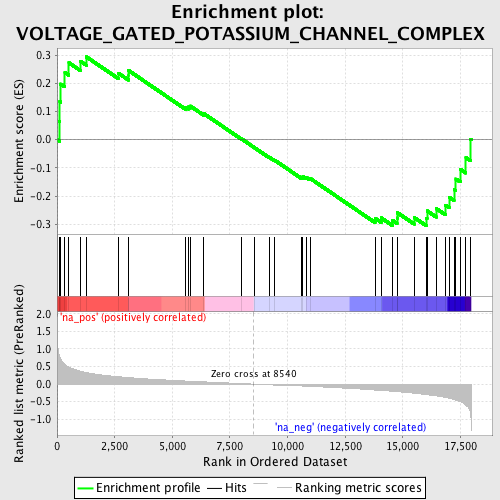 Enrichment plot:
VOLTAGE_GATED_POTASSIUM_CHANNEL_COMPLEX
Enrichment score (ES)
0.3
0.2
0.1
0.0
-0.1
-0.2
-0.3
'na_pos' (positively correlated)
Ranked list metric (PreRanked)
2.0
1.5
1.0
0.5
0.0
-0.5
-1.0
Zero cross at 8540
'na_neg' (negatively correlated)
0
2,500
5,000
7,500
10,000
12,500
15,000
17,500
Rank in Ordered Dataset
Enrichment profile
Hits
Ranking metric scores